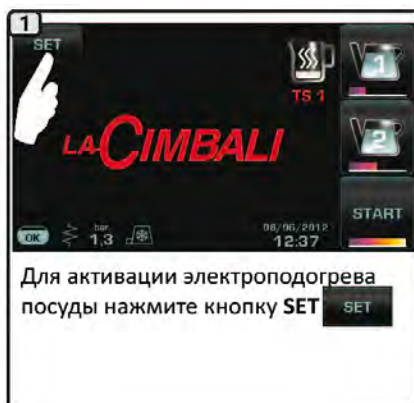 1
SET
TS 1
1
LA CIMBALI
2
START
OK
bar
1,3
08/06/2012
12:37
Для активации электроподогрева
посуды нажмите кнопку SET SET